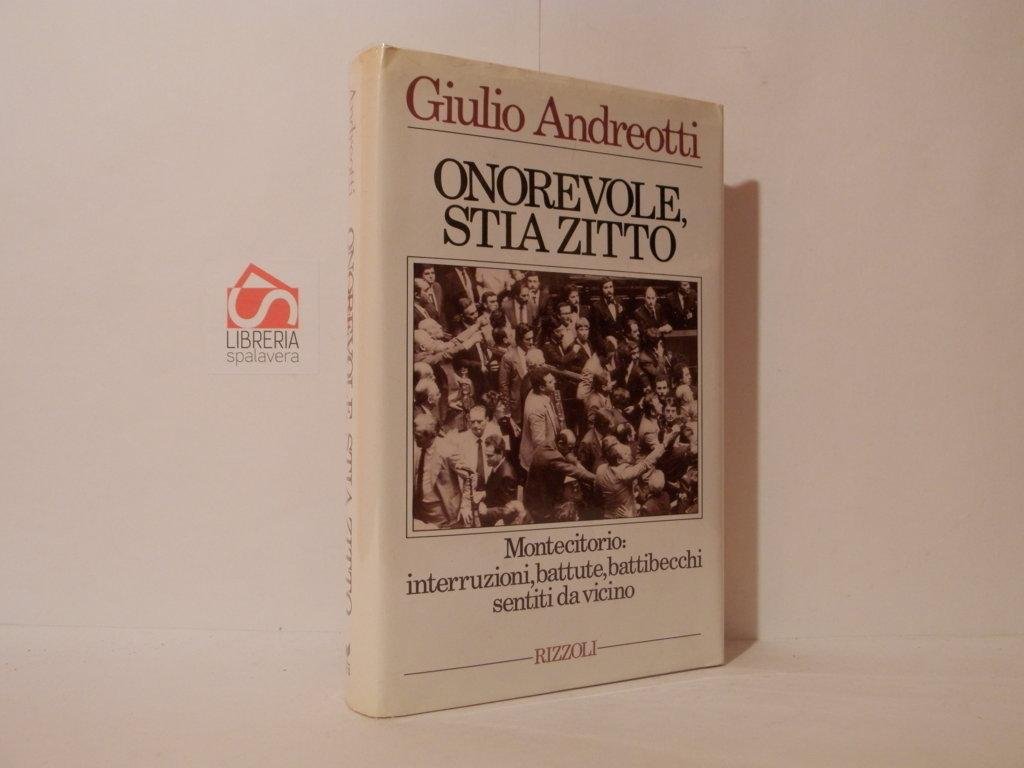 Giulio Andreotti
ONOREVOLE,
STIA ZITTO
Montecitorio:
interruzioni, battute, battibecchi
sentiti da vicino
RIZZOLI
Andreotti ONOREVOLE, STIA ZITTO
LIBRERIA
spalavera